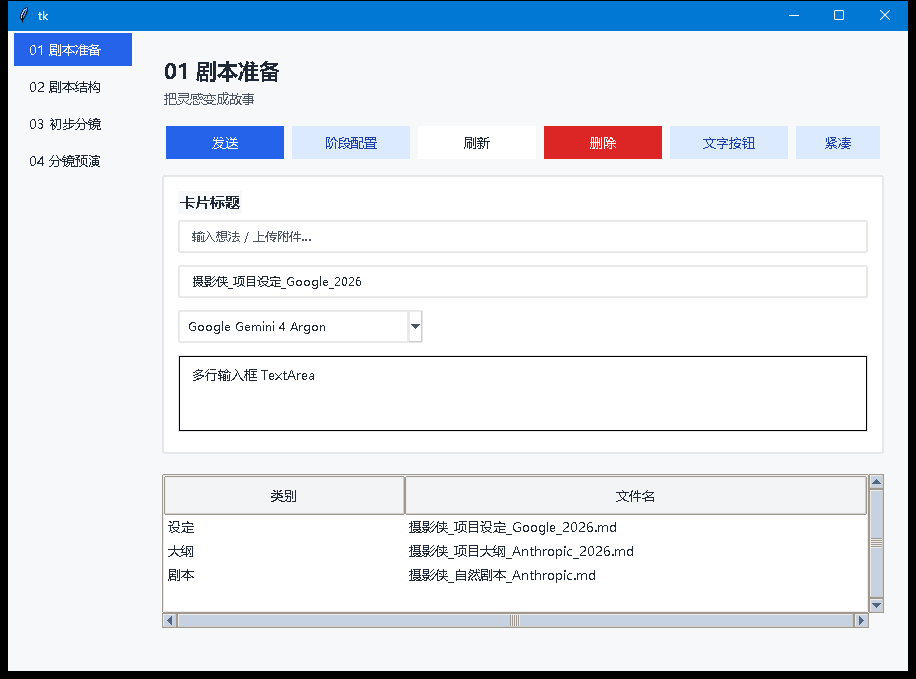 tk
01 剧本准备
02 剧本结构
03 初步分镜
04 分镜预演
01 剧本准备
把灵感变成故事
发送 阶段配置 刷新 删除 文字按钮 紧凑
卡片标题
输入想法 / 上传附件...
摄影侠_项目设定_Google_2026
Google Gemini 4 Argon
多行输入框 TextArea
类别 文件名
设定 摄影侠_项目设定_Google_2026.md
大纲 摄影侠_项目大纲_Anthropic_2026.md
剧本 摄影侠_自然剧本_Anthropic.md